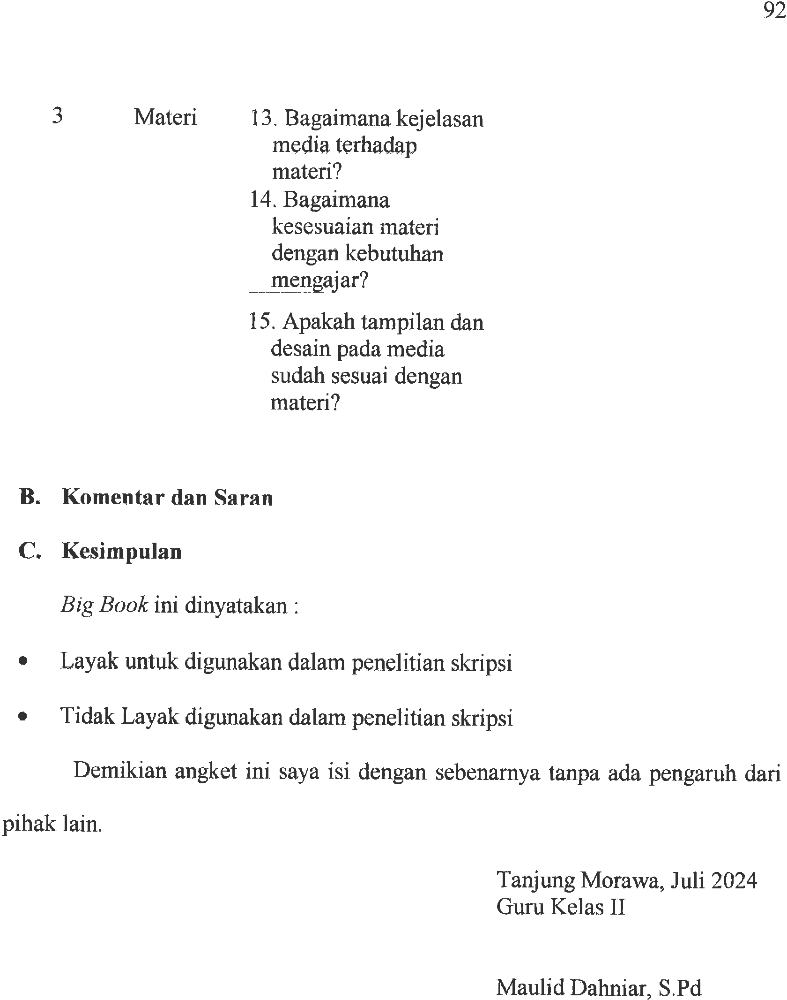 92
3 Materi 13. Bagaimana kejelasan
media terhadap
materi?
14. Bagaimana
kesesuaian materi
dengan kebutuhan
mengajar?
15. Apakah tampilan dan
desain pada media
sudah sesuai dengan
materi?
B. Komentar dan Saran
C. Kesimpulan
Big Book ini dinyatakan :
• Layak untuk digunakan dalam penelitian skripsi
• Tidak Layak digunakan dalam penelitian skripsi
Demikian angket ini saya isi dengan sebenarnya tanpa ada pengaruh dari
pihak lain.
Tanjung Morawa, Juli 2024
Guru Kelas II
Maulid Dahniar, S.Pd